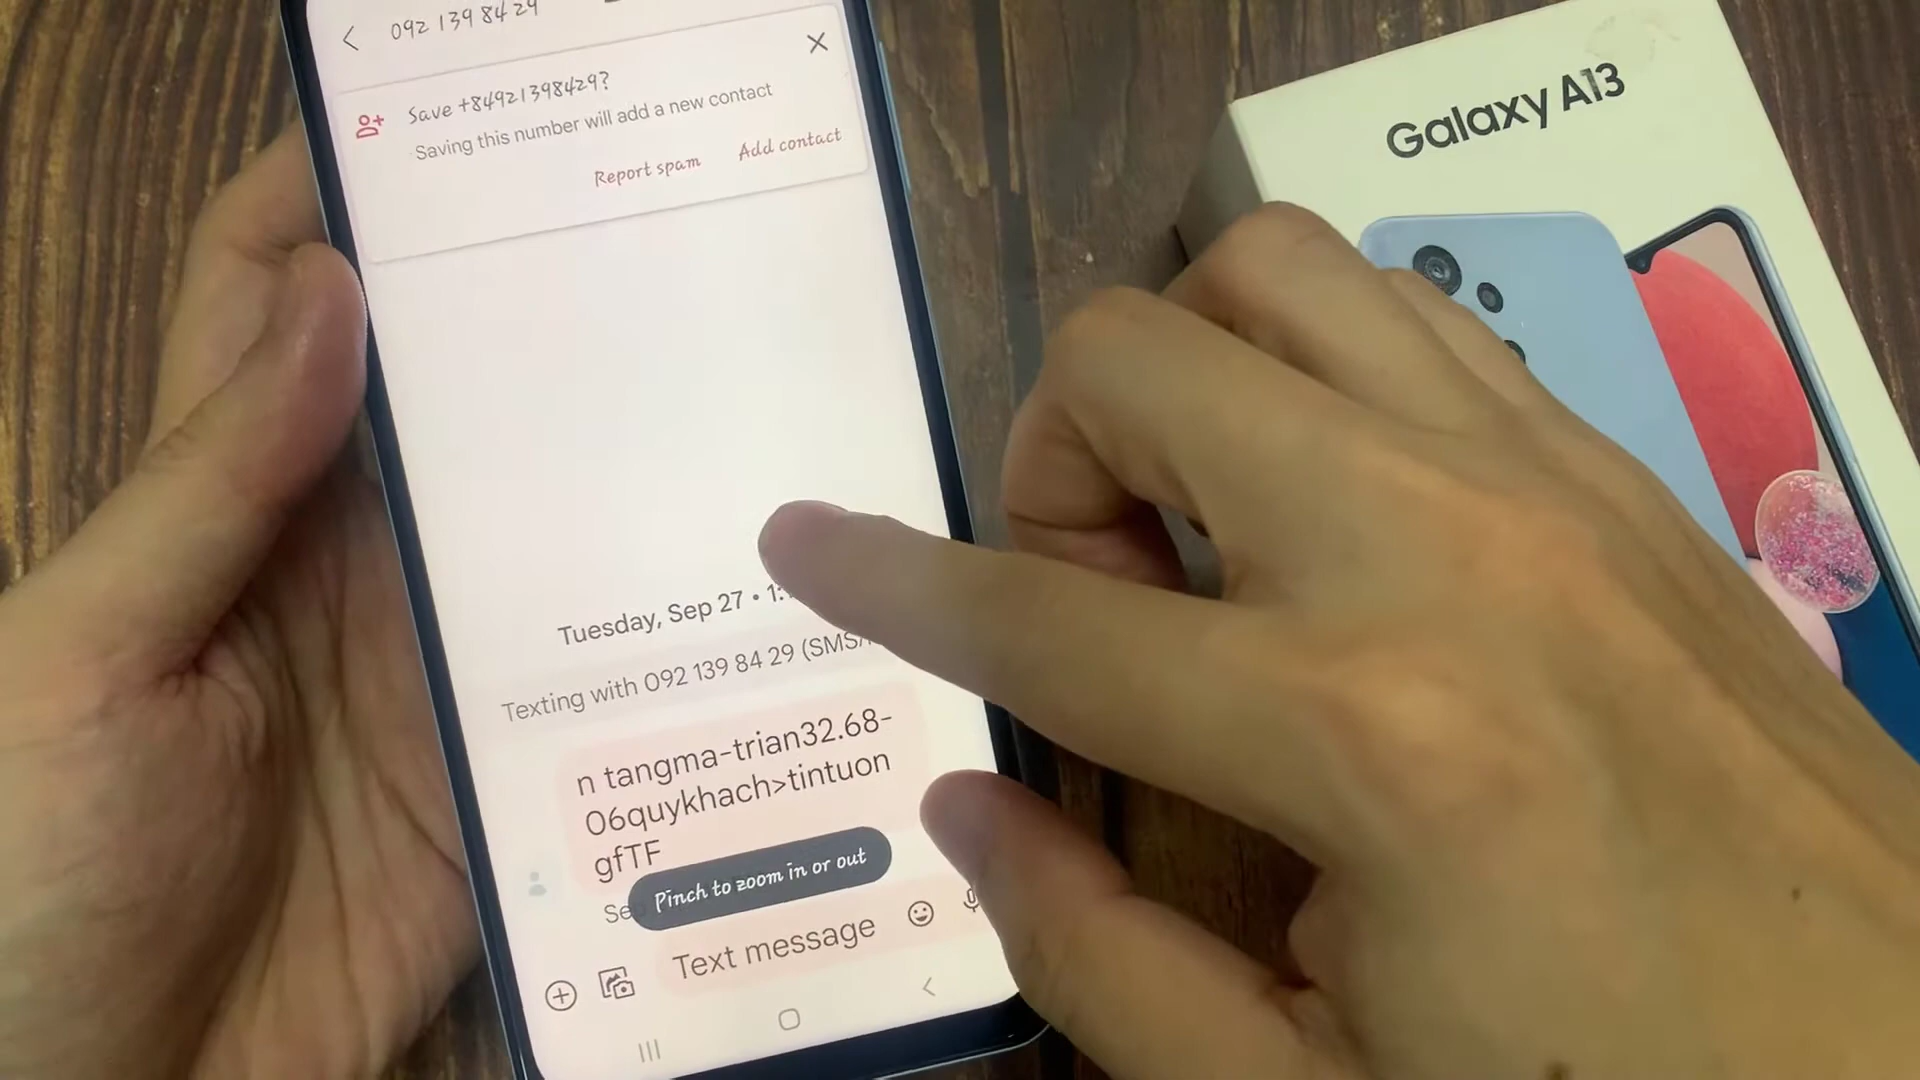 092 139 84 29
Save +84921398429?
Saving this number will add a new contact
Report spam
Add contact
Galaxy A13
Tuesday, Sep 27 •
Texting with 092 139 84 29
n tangma-trian32.68-
06quykhach>tintuon
gfTF
Pinch to zoom in or out
Text message